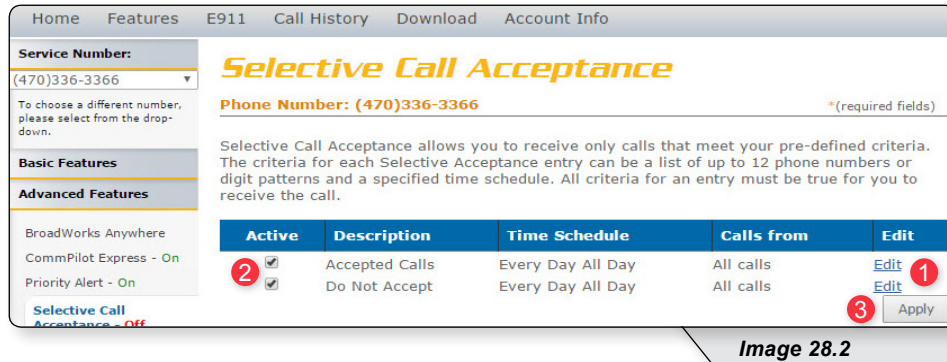 Home Features E911 Call History Download Account Info
Service Number:
(470)336-3366
To choose a different number,
please select from the drop-
down.
Basic Features
Advanced Features
BroadWorks Anywhere
CommPilot Express - On
Priority Alert - On
Selective Call
Acceptance - Off
Selective Call Acceptance
Phone Number: (470)336-3366 *(required fields)
Selective Call Acceptance allows you to receive only calls that meet your pre-defined criteria.
The criteria for each Selective Acceptance entry can be a list of up to 12 phone numbers or
digit patterns and a specified time schedule. All criteria for an entry must be true for you to
receive the call.
Active Description Time Schedule Calls from Edit
2 Accepted Calls Every Day All Day All calls Edit 1
Do Not Accept Every Day All Day All calls Edit
3 Apply
Image 28.2